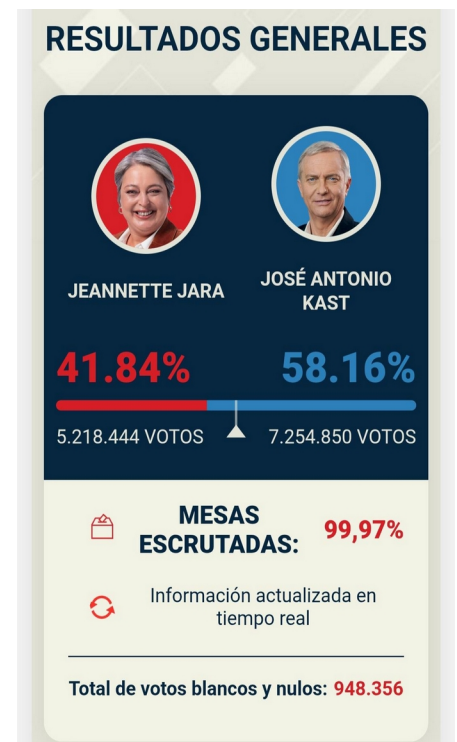 RESULTADOS GENERALES
JEANNETTE JARA
JOSÉ ANTONIO
KAST
41.84%
58.16%
5.218.444 VOTOS
7.254.850 VOTOS
MESAS
ESCRUTADAS:
99,97%
Información actualizada en
tiempo real
Total de votos blancos y nulos: 948.356